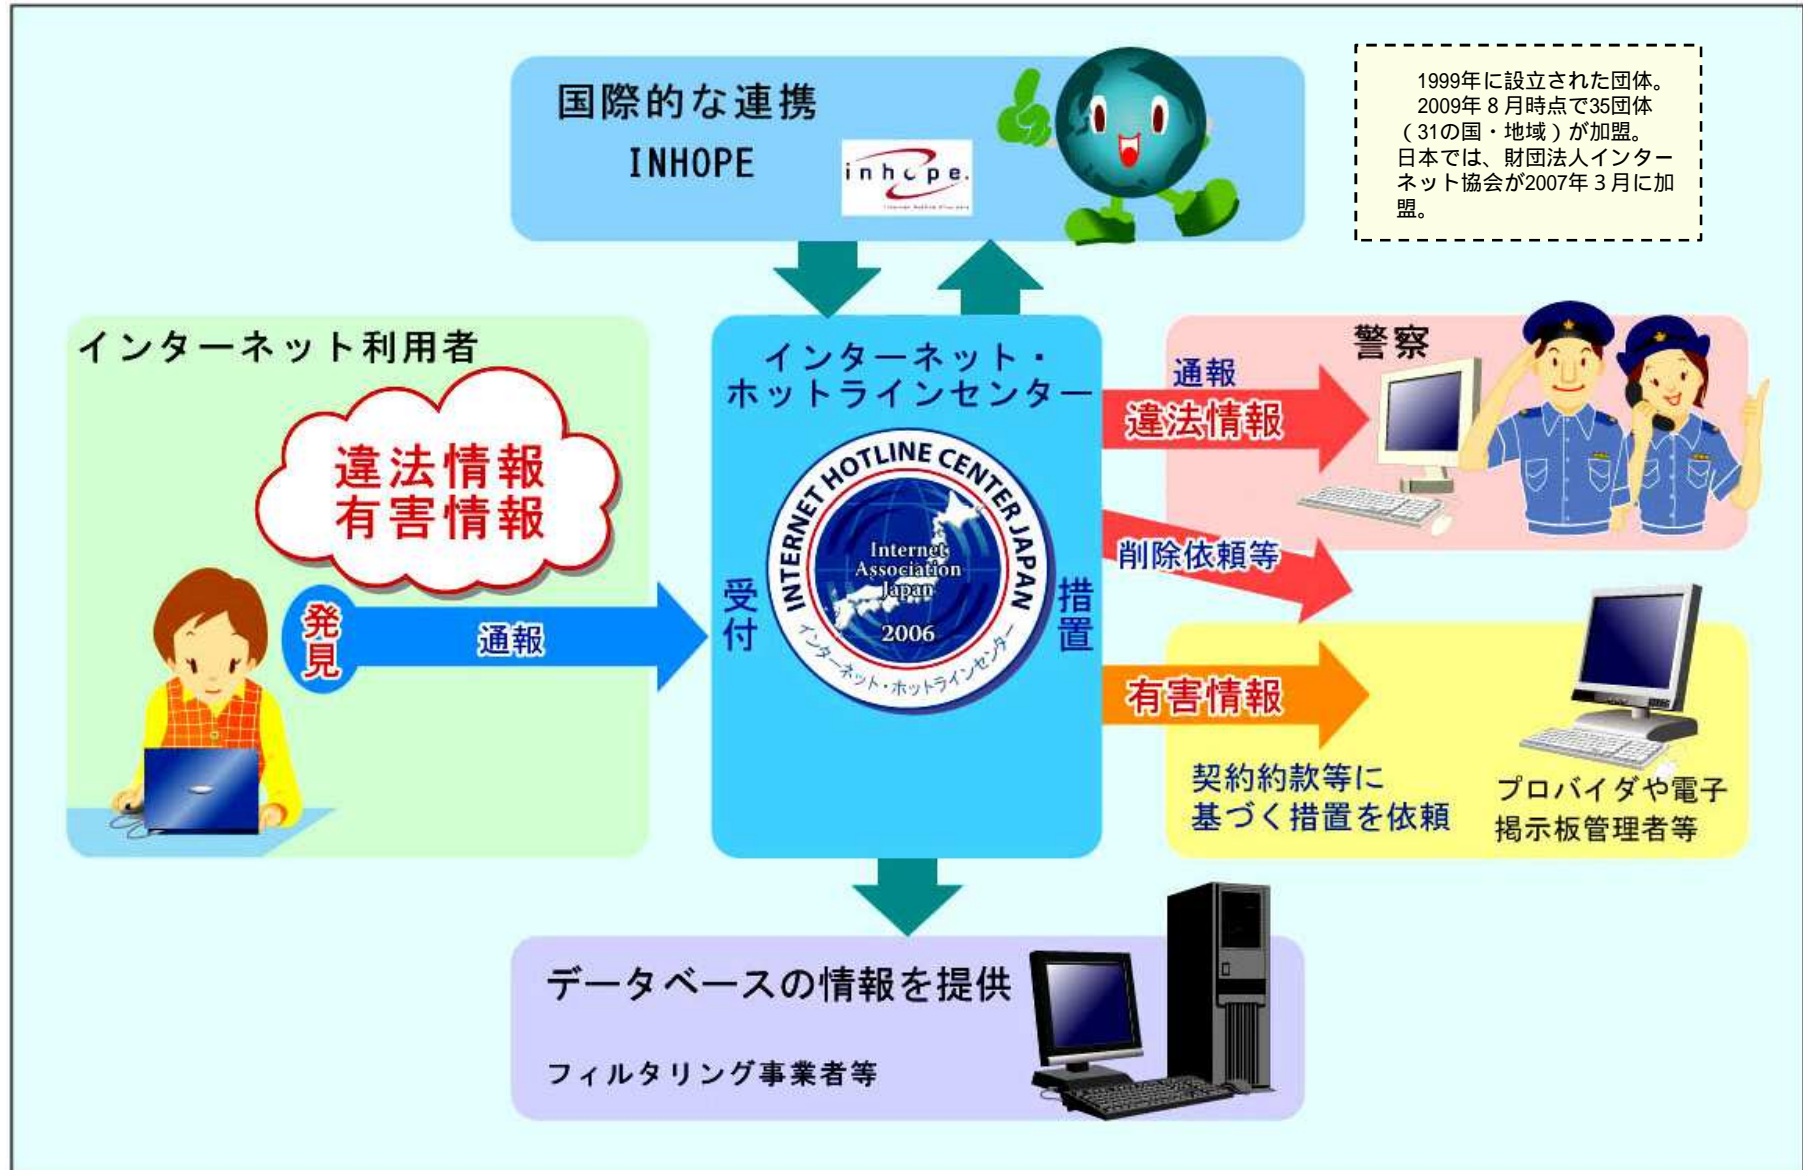 国際的な連携
INHOPE
inhope.
1999年に設立された団体。
2009年8月時点で35団体
（31の国・地域）が加盟。
日本では、財団法人インター
ネット協会が2007年3月に加
盟。
インターネット利用者
違法情報
有害情報
発見
通報
インターネット・
ホットラインセンター
受付
INTERNET HOTLINE CENTER JAPAN
Internet
Association
Japan
2006
インターネット・ホットラインセンター
措置
警察
通報
違法情報
削除依頼等
有害情報
契約約款等に
基づく措置を依頼
プロバイダや電子
掲示板管理者等
データベースの情報を提供
フィルタリング事業者等